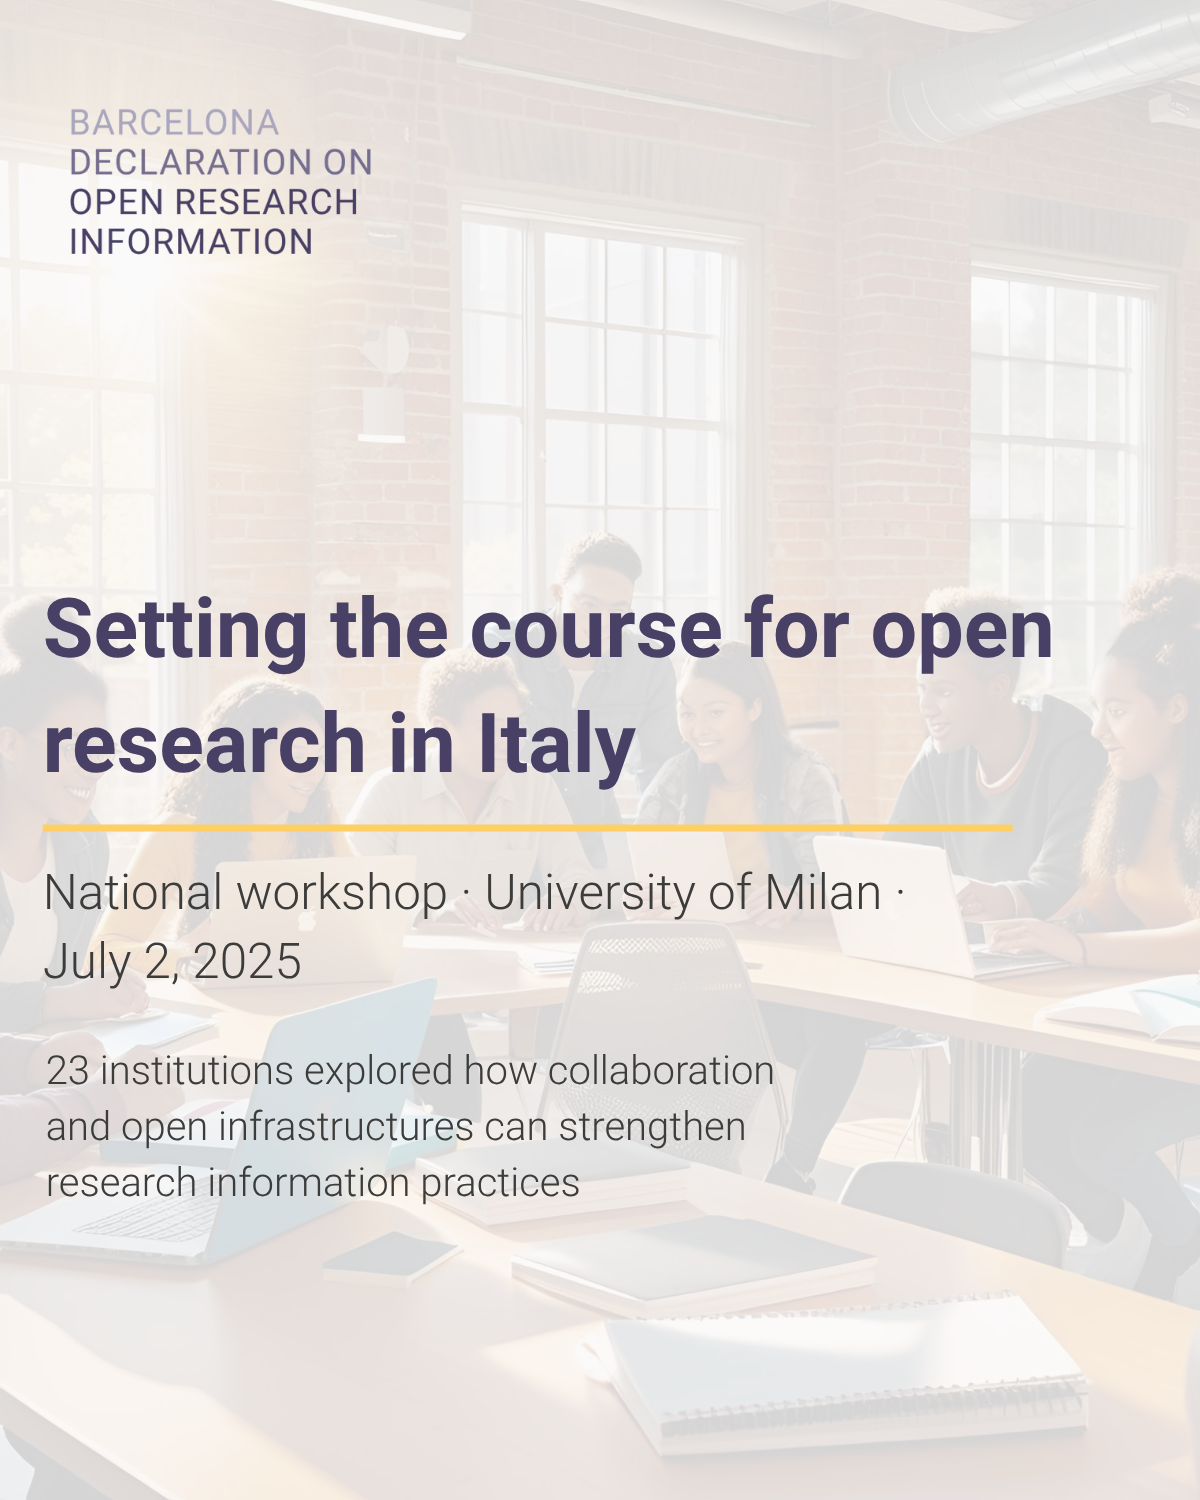 BARCELONA
DECLARATION ON
OPEN RESEARCH
INFORMATION
Setting the course for open
research in Italy
National workshop · University of Milan ·
July 2, 2025
23 institutions explored how collaboration
and open infrastructures can strengthen
research information practices